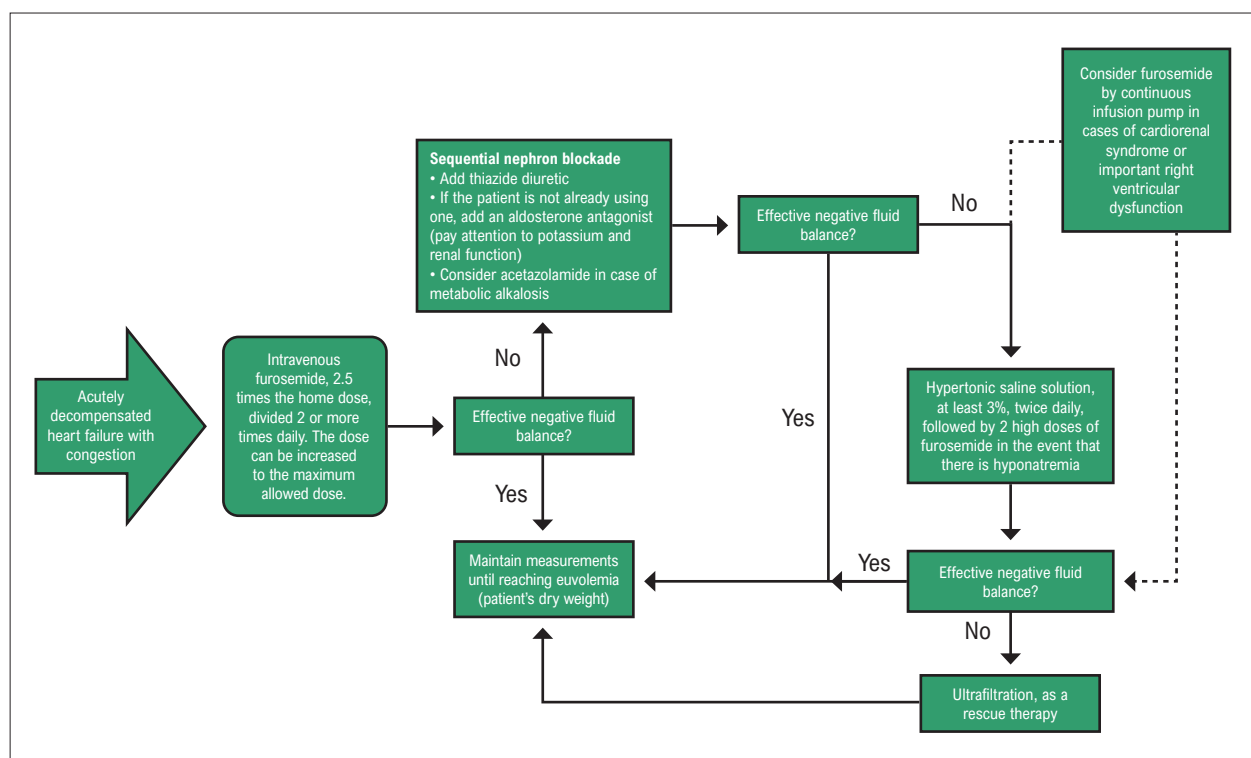 Acutely
decompensated
heart failure with
congestion
Intravenous
furosemide, 2.5
times the home dose,
divided 2 or more
times daily. The dose
can be increased
to the maximum
allowed dose.
Effective negative fluid
balance?
No
Yes
Sequential nephron blockade
• Add thiazide diuretic
• If the patient is not already using
one, add an aldosterone antagonist
(pay attention to potassium and
renal function)
• Consider acetazolamide in case of
metabolic alkalosis
Maintain measurements
until reaching euvolemia
(patient's dry weight)
Effective negative fluid
balance?
No
Yes
Consider furosemide
by continuous
infusion pump in
cases of cardiorenal
syndrome or
important right
ventricular
dysfunction
Hypertonic saline solution,
at least 3%, twice daily,
followed by 2 high doses of
furosemide in the event that
there is hyponatremia
Effective negative fluid
balance?
Yes
No
Ultrafiltration, as a
rescue therapy